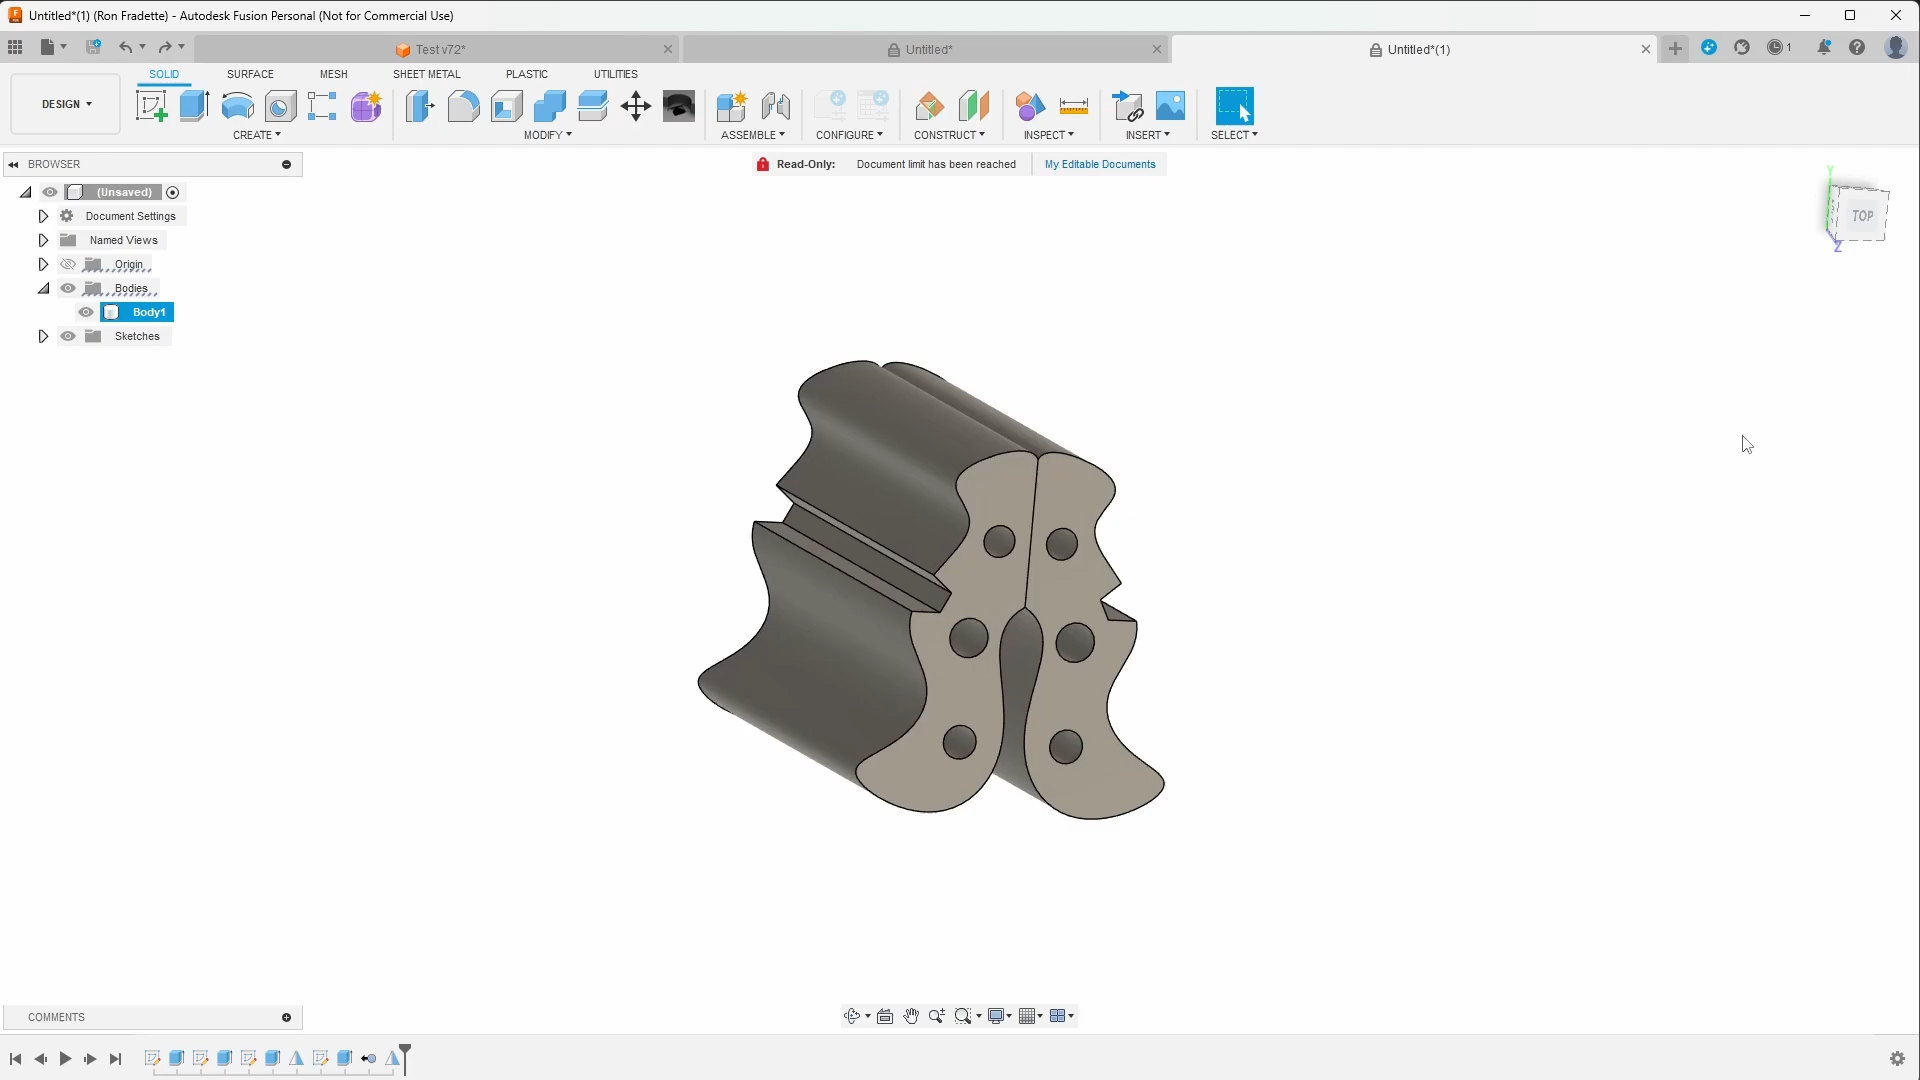 Untitled*(1) (Ron Fradette) - Autodesk Fusion Personal (Not for Commercial Use)
Test v72*
Untitled*
Untitled*(1)
1
DESIGN
SOLID
SURFACE
MESH
SHEET METAL
PLASTIC
UTILITIES
CREATE
MODIFY
ASSEMBLE
CONFIGURE
CONSTRUCT
INSPECT
INSERT
SELECT
BROWSER
Read-Only: Document limit has been reached My Editable Documents
(Unsaved)
Document Settings
Named Views
Origin
Bodies
Body1
Sketches
Y
TOP
Z
COMMENTS